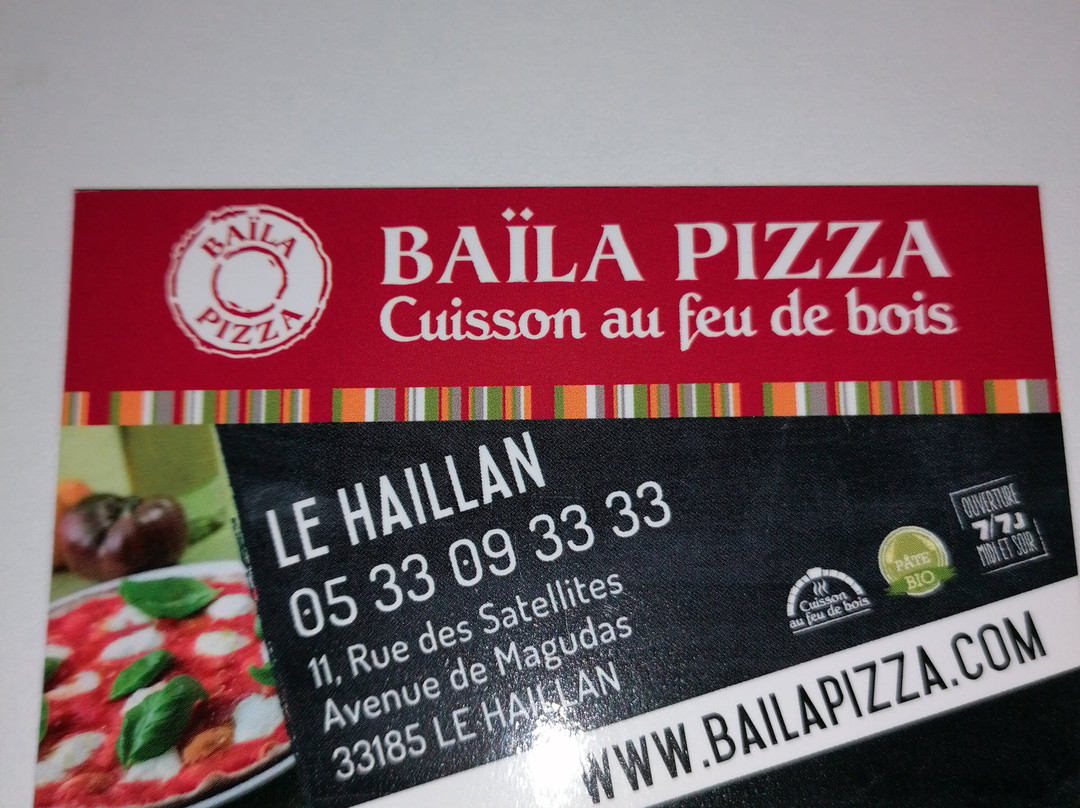 BAÏLA
PIZZA
BAÏLA PIZZA
Cuisson au feu de bois
LE HAILLAN
05 33 09 33 33
11, Rue des Satellites
Avenue de Magudas
33185 LE HAILLAN
Cuisson
au feu de bois
PÂTE
BIO
OUVERTURE
7/7J
MIDI ET SOIR
WWW.BAILAPIZZA.COM